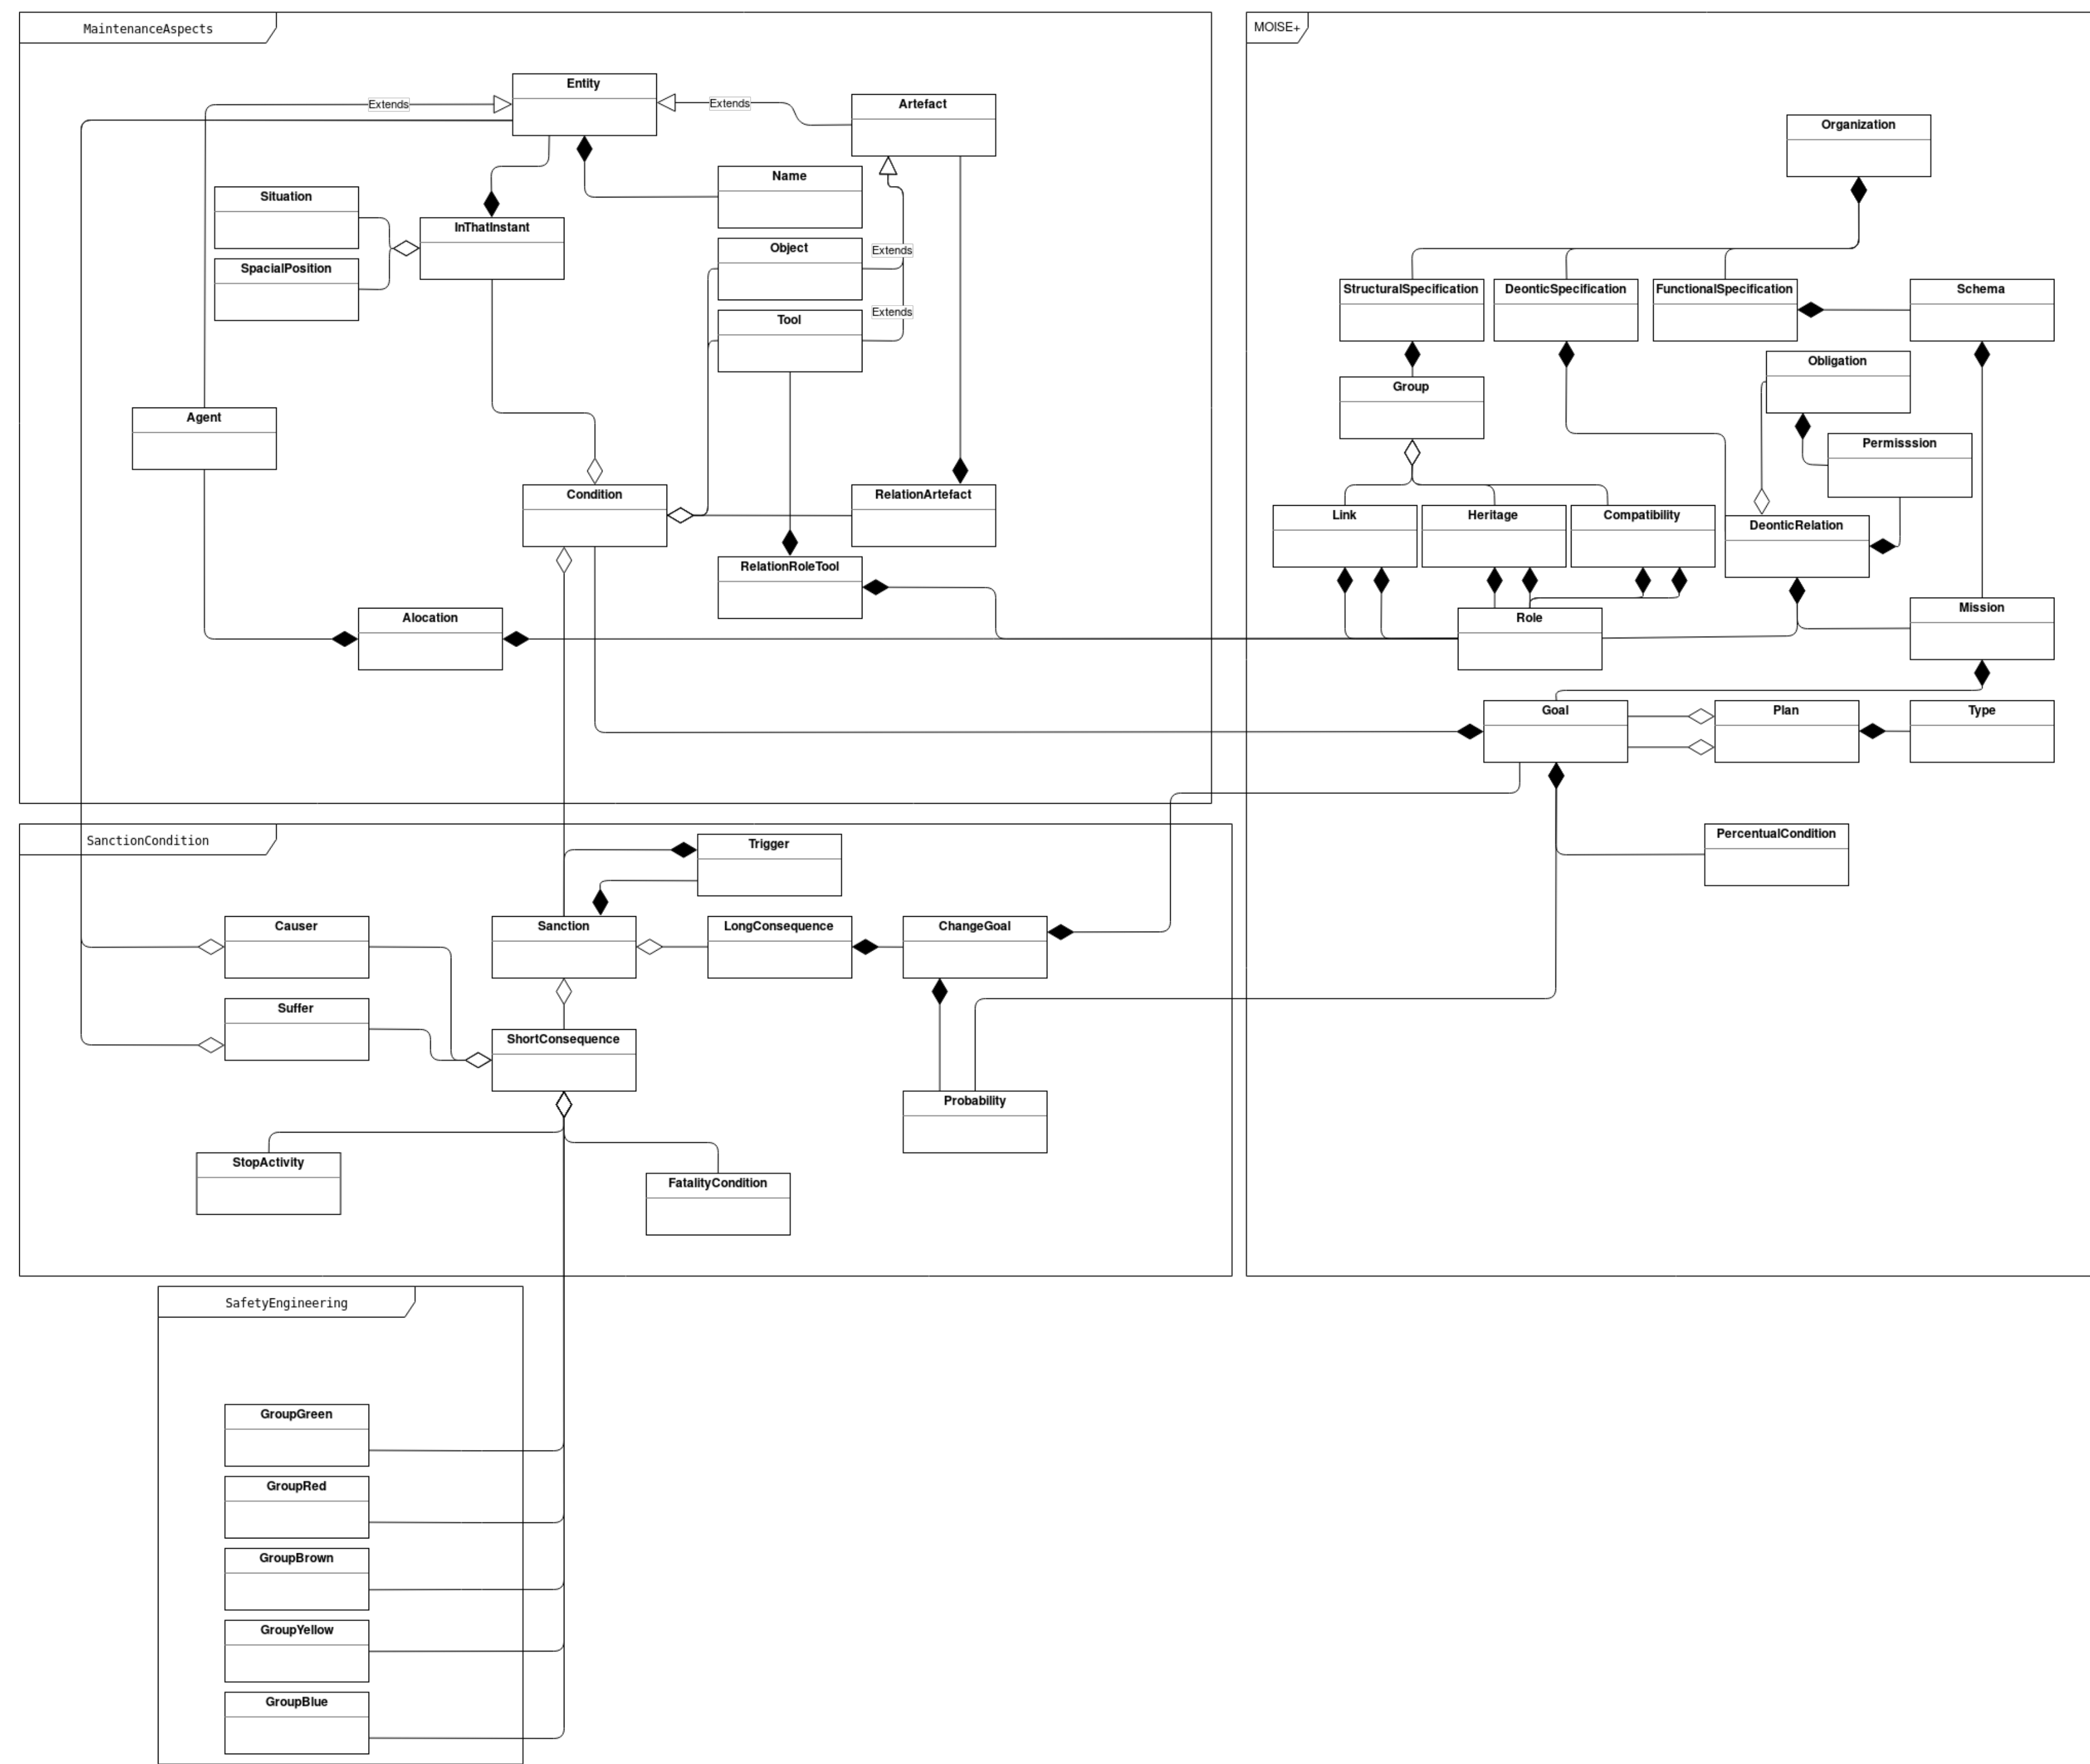 MaintenanceAspects
MOISE+
Entity
Extends
Extends
Artefact
Organization
Name
Situation
InThatInstant
Object
Extends
SpacialPosition
StructuralSpecification
DeonticSpecification
FunctionalSpecification
Schema
Tool
Extends
Obligation
Group
Agent
Permisssion
Condition
RelationArtefact
Link
Heritage
Compatibility
DeonticRelation
RelationRoleTool
Alocation
Role
Mission
Goal
Plan
Type
SanctionCondition
Trigger
PercentualCondition
Causer
Sanction
LongConsequence
ChangeGoal
Suffer
ShortConsequence
Probability
StopActivity
FatalityCondition
SafetyEngineering
GroupGreen
GroupRed
GroupBrown
GroupYellow
GroupBlue